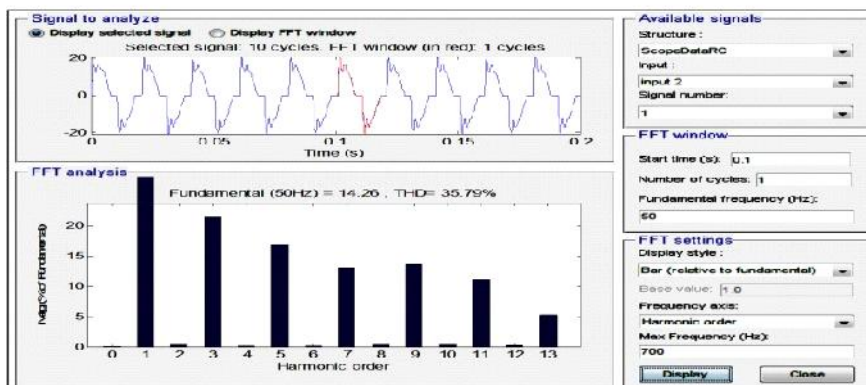 Signal to analyze
Display selected signal Display FFT window
Selected signal: 10 cycles. FFT window (in red): 1 cycles
20
0
-20
0 0.05 0.1 0.15 0.2
Time (s)
FFT analysis
Fundamental (50Hz) = 14.26 , THD= 35.79%
Mag (% of Fundamental)
20
15
10
5
0
0 1 2 3 4 5 6 7 8 9 10 11 12 13
Harmonic order
Available signals
Structure :
ScopeDataRC
Input :
input 2
Signal number:
1
FFT window
Start time (s): 0.1
Number of cycles: 1
Fundamental frequency (Hz):
50
FFT settings
Display style :
Bar (relative to fundamental)
Base value: 1.0
Frequency axis:
Harmonic order
Max Frequency (Hz):
700
Display Close